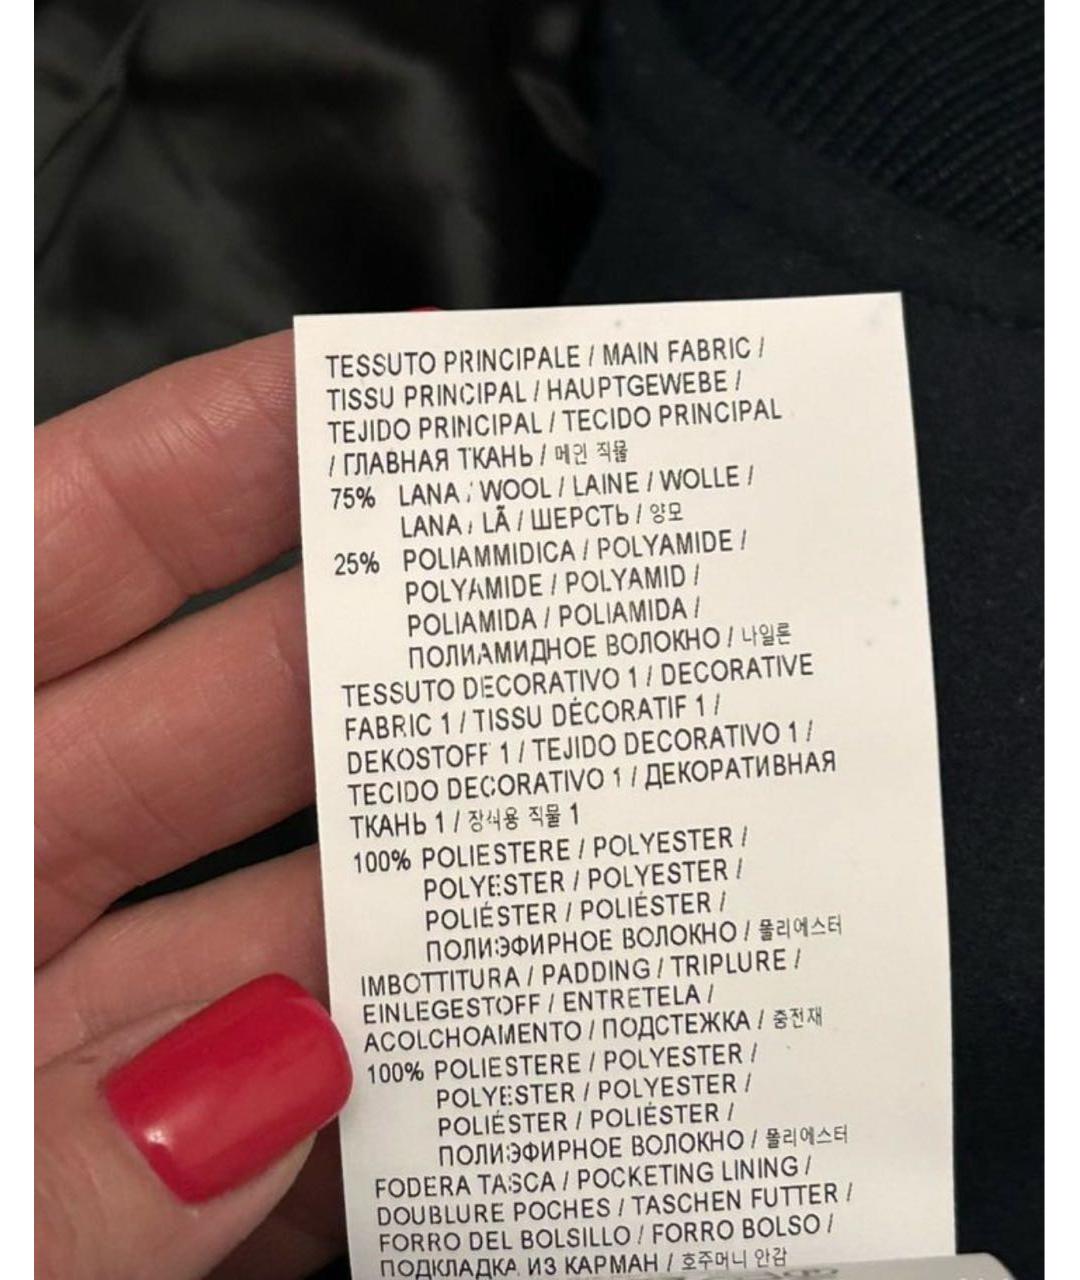 TESSUTO PRINCIPALE / MAIN FABRIC /
TISSU PRINCIPAL / HAUPTGEWEBE /
TEJIDO PRINCIPAL / TECIDO PRINCIPAL
/ ГЛАВНАЯ ТКАНЬ / 메인 직물
75% LANA / WOOL / LAINE / WOLLE /
LANA / LÃ / ШЕРСТЬ / 양모
25% POLIAMMIDICA / POLYAMIDE /
POLYAMIDE / POLYAMID /
POLIAMIDA / POLIAMIDA /
ПОЛИАМИДНОЕ ВОЛОКНО / 나일론
TESSUTO DECORATIVO 1 / DECORATIVE
FABRIC 1 / TISSU DÉCORATIF 1 /
DEKOSTOFF 1 / TEJIDO DECORATIVO 1 /
TECIDO DECORATIVO 1 / ДЕКОРАТИВНАЯ
ТКАНЬ 1 / 장식용 직물 1
100% POLIESTERE / POLYESTER /
POLYESTER / POLYESTER /
POLIÉSTER / POLIÉSTER /
ПОЛИЭФИРНОЕ ВОЛОКНО / 폴리에스터
IMBOTTITURA / PADDING / TRIPLURE /
EINLEGESTOFF / ENTRETELA /
ACOLCHOAMENTO / ПОДСТЕЖКА / 충전재
100% POLIESTERE / POLYESTER /
POLYESTER / POLYESTER /
POLIÉSTER / POLIÉSTER /
ПОЛИЭФИРНОЕ ВОЛОКНО / 폴리에스터
FODERA TASCA / POCKETING LINING /
DOUBLURE POCHES / TASCHEN FUTTER /
FORRO DEL BOLSILLO / FORRO BOLSO /
ПОДКЛАДКА ИЗ КАРМАН / 호주머니 안감